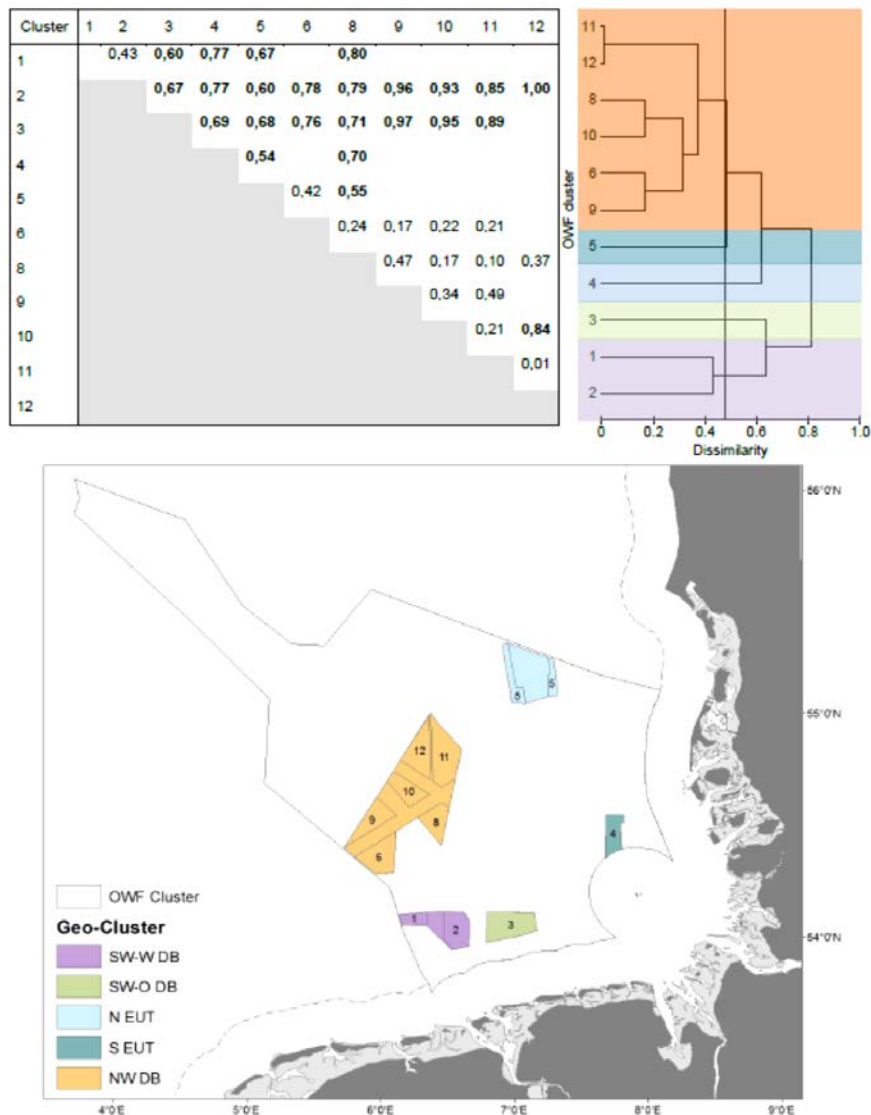 Cluster 1 2 3 4 5 6 8 9 10 11 12
1 0,43 0,60 0,77 0,67 0,80
2 0,67 0,77 0,60 0,78 0,79 0,96 0,93 0,85 1,00
3 0,69 0,68 0,76 0,71 0,97 0,95 0,89
4 0,54 0,70
5 0,42 0,55
6 0,24 0,17 0,22 0,21
8 0,47 0,17 0,10 0,37
9 0,34 0,49
10 0,21 0,84
11 0,01
12
OWF cluster
11
12
8
10
6
9
5
4
3
1
2
0 0.2 0.4 0.6 0.8 1.0
Dissimilarity
56°0'N
55°0'N
54°0'N
5 5
12 11
10
9 8
6
4
1 2 3
OWF Cluster
Geo-Cluster
SW-W DB
SW-O DB
N EUT
S EUT
NW DB
4°0'E 5°0'E 6°0'E 7°0'E 8°0'E 9°0'E